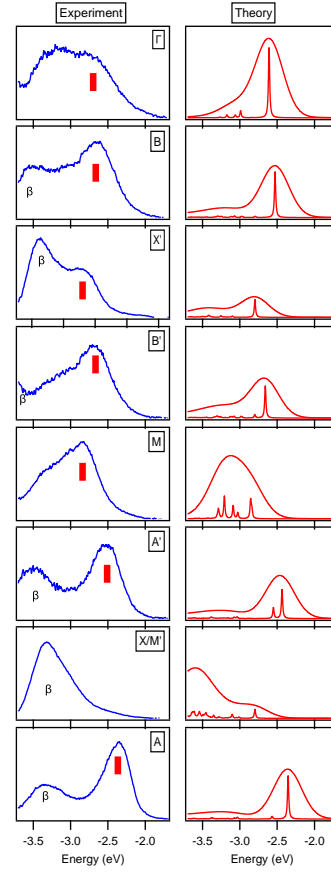 Experiment Theory
Γ
B
β
X'
β
B'
β
M
A'
β
X/M'
β
A
β
-3.5 -3.0 -2.5 -2.0 -3.5 -3.0 -2.5 -2.0
Energy (eV) Energy (eV)